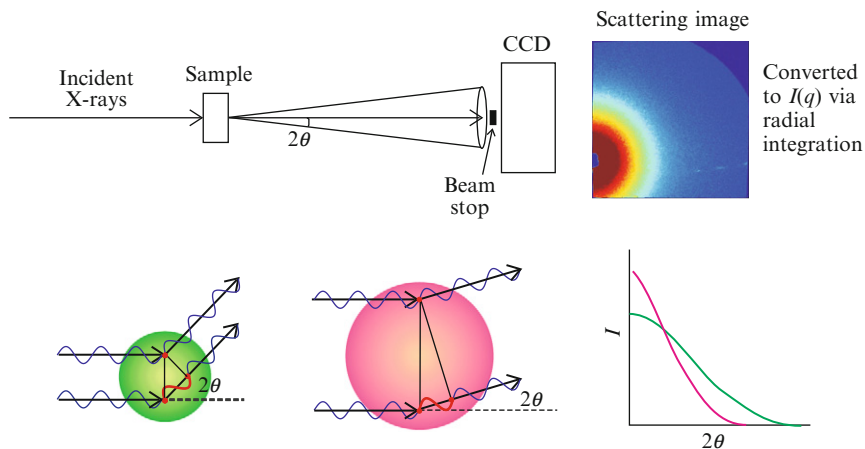 Incident
X-rays
Sample
2θ
Beam
stop
CCD
Scattering image
Converted
to I(q) via
radial
integration
2θ
2θ
I
2θ